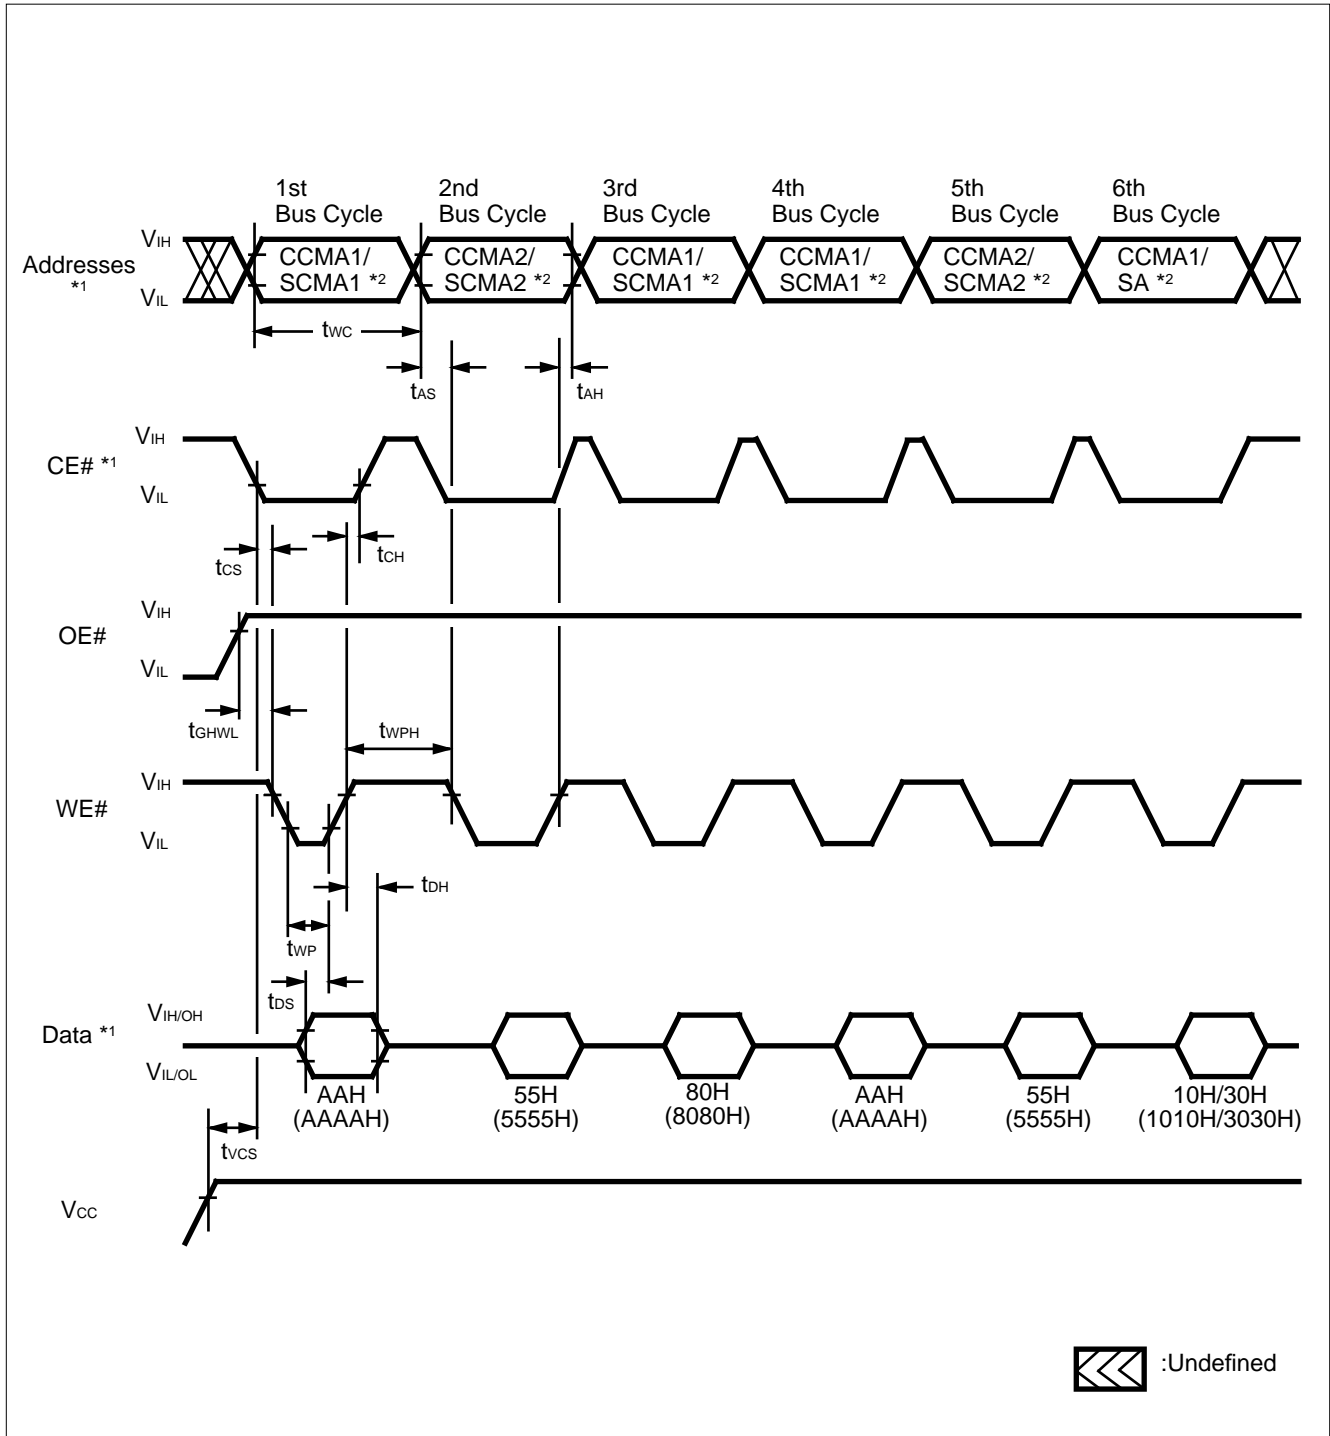 1st
Bus Cycle
2nd
Bus Cycle
3rd
Bus Cycle
4th
Bus Cycle
5th
Bus Cycle
6th
Bus Cycle
Addresses
*1
VIH
VIL
CCMA1/
SCMA1 *2
CCMA2/
SCMA2 *2
CCMA1/
SCMA1 *2
CCMA1/
SCMA1 *2
CCMA2/
SCMA2 *2
CCMA1/
SA *2
tWC
tAS
tAH
CE# *1
VIH
VIL
tCS
tCH
OE#
VIH
VIL
tGHWL
tWPH
WE#
VIH
VIL
tDH
tWP
tDS
Data *1
VIH/OH
VIL/OL
AAH
(AAAAH)
55H
(5555H)
80H
(8080H)
AAH
(AAAAH)
55H
(5555H)
10H/30H
(1010H/3030H)
tVCS
VCC
:Undefined